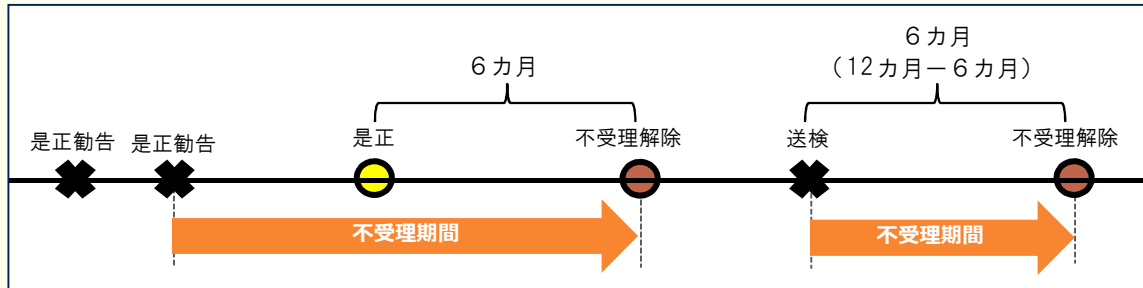 ６カ月
６カ月
（12カ月－６カ月）
是正勧告
是正勧告
是正
不受理解除
送検
不受理解除
不受理期間
不受理期間